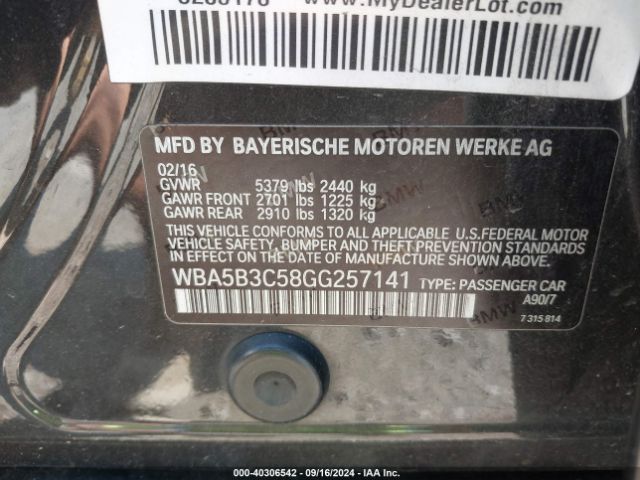 www.MyDealerLot.com
MFD BY BAYERISCHE MOTOREN WERKE AG
02/16
GVWR 5379 lbs 2440 kg
GAWR FRONT 2701 lbs 1225 kg
GAWR REAR 2910 lbs 1320 kg
THIS VEHICLE CONFORMS TO ALL APPLICABLE U.S.FEDERAL MOTOR
VEHICLE SAFETY, BUMPER, AND THEFT PREVENTION STANDARDS
IN EFFECT ON THE DATE OF MANUFACTURE SHOWN ABOVE.
WBA5B3C58GG257141 TYPE: PASSENGER CAR
A90/7
7 315 814
BMW
000-40306542 - 09/16/2024 - IAA Inc.